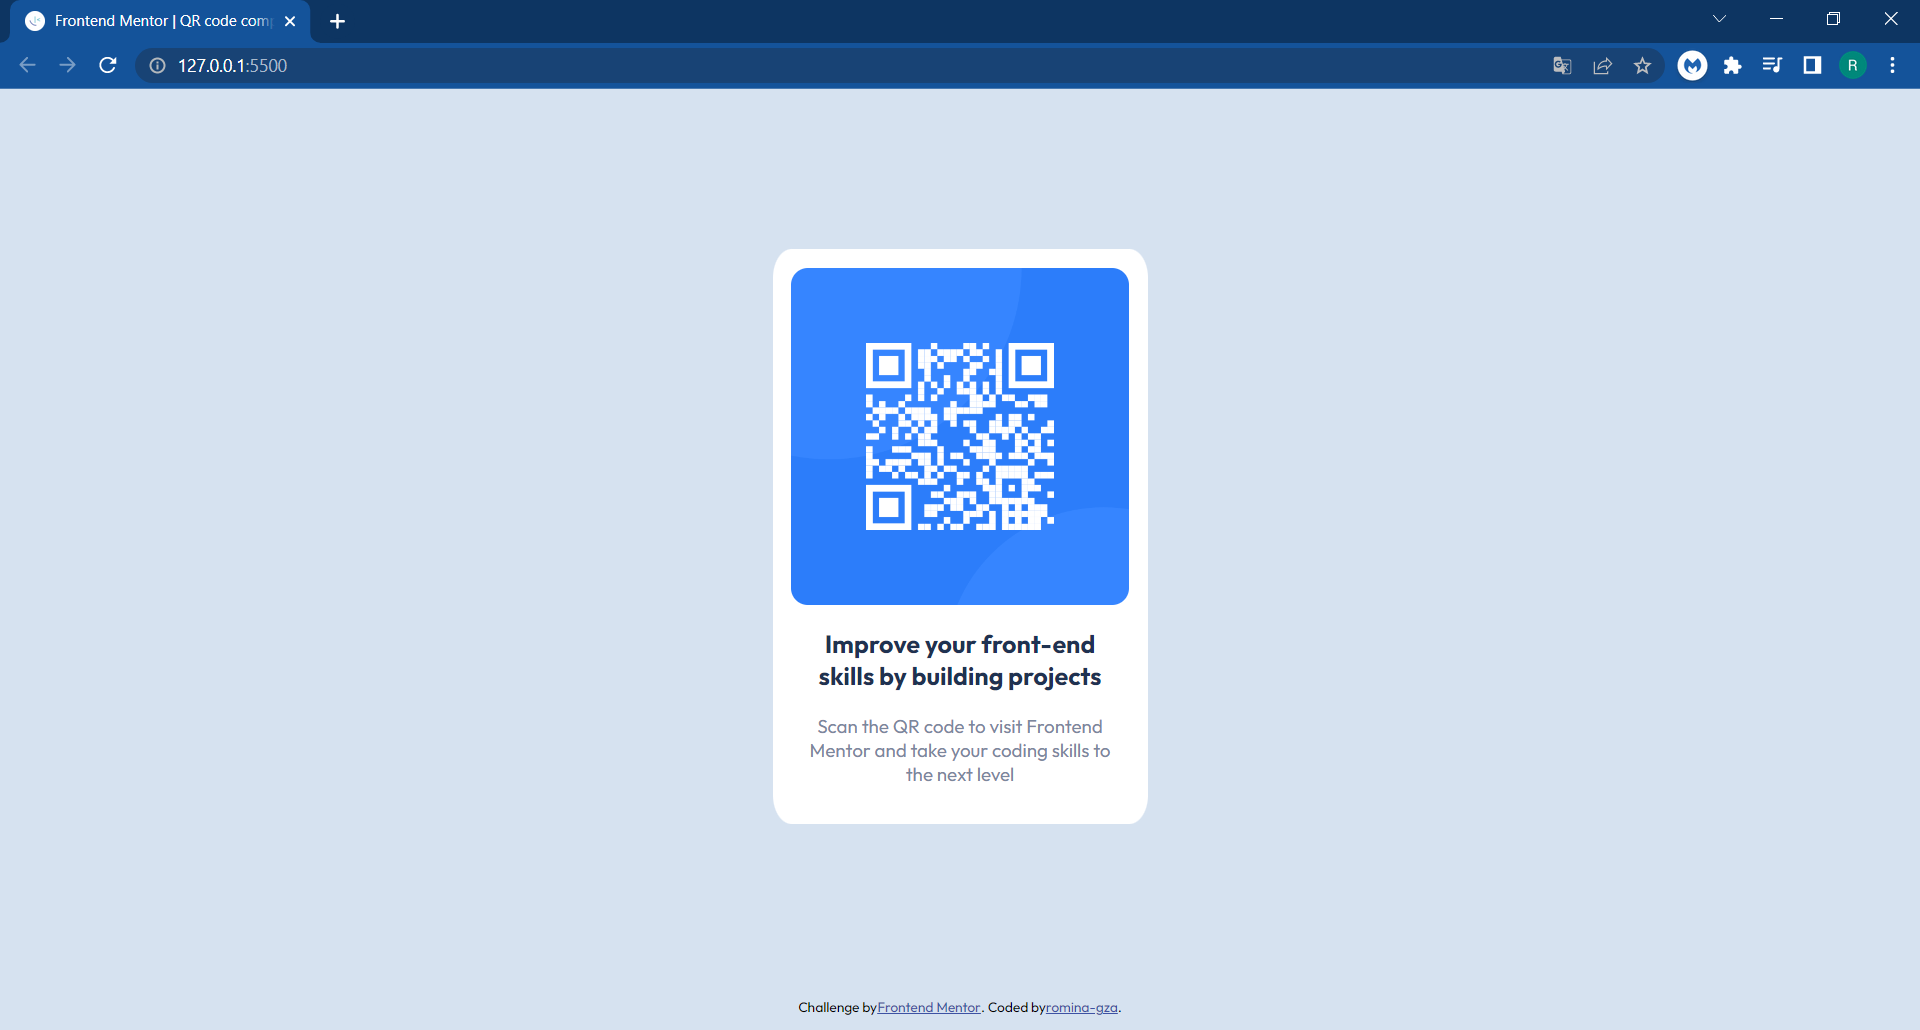 Frontend Mentor | QR code com
127.0.0.1:5500
R
Improve your front-end
skills by building projects
Scan the QR code to visit Frontend
Mentor and take your coding skills to
the next level
Challenge byFrontend Mentor. Coded byromina-gza.